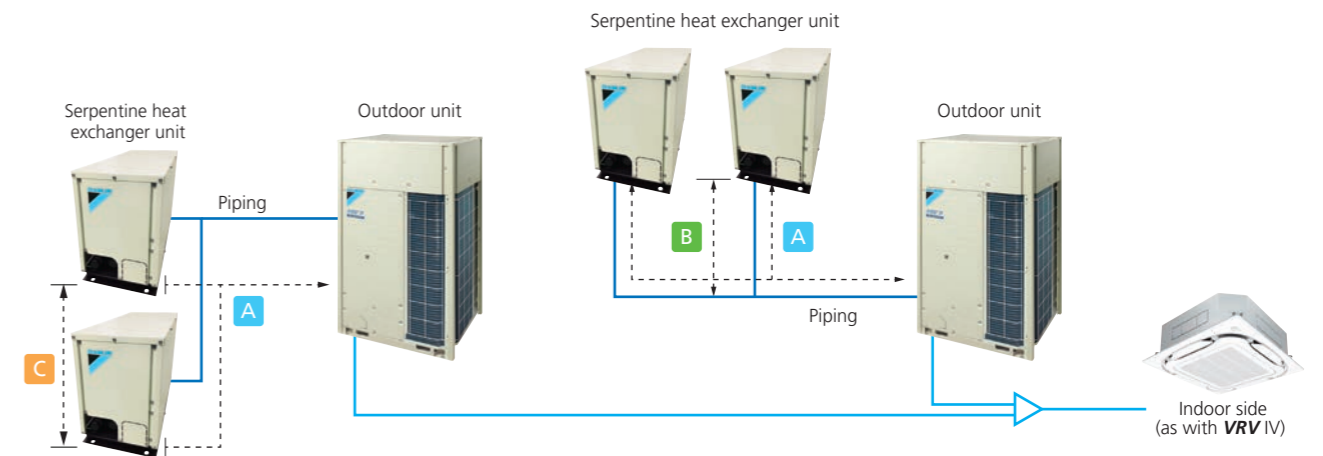 Serpentine heat exchanger unit
Serpentine heat
exchanger unit
Outdoor unit
Outdoor unit
Piping
B
A
A
Piping
C
Indoor side
(as with VRV IV)